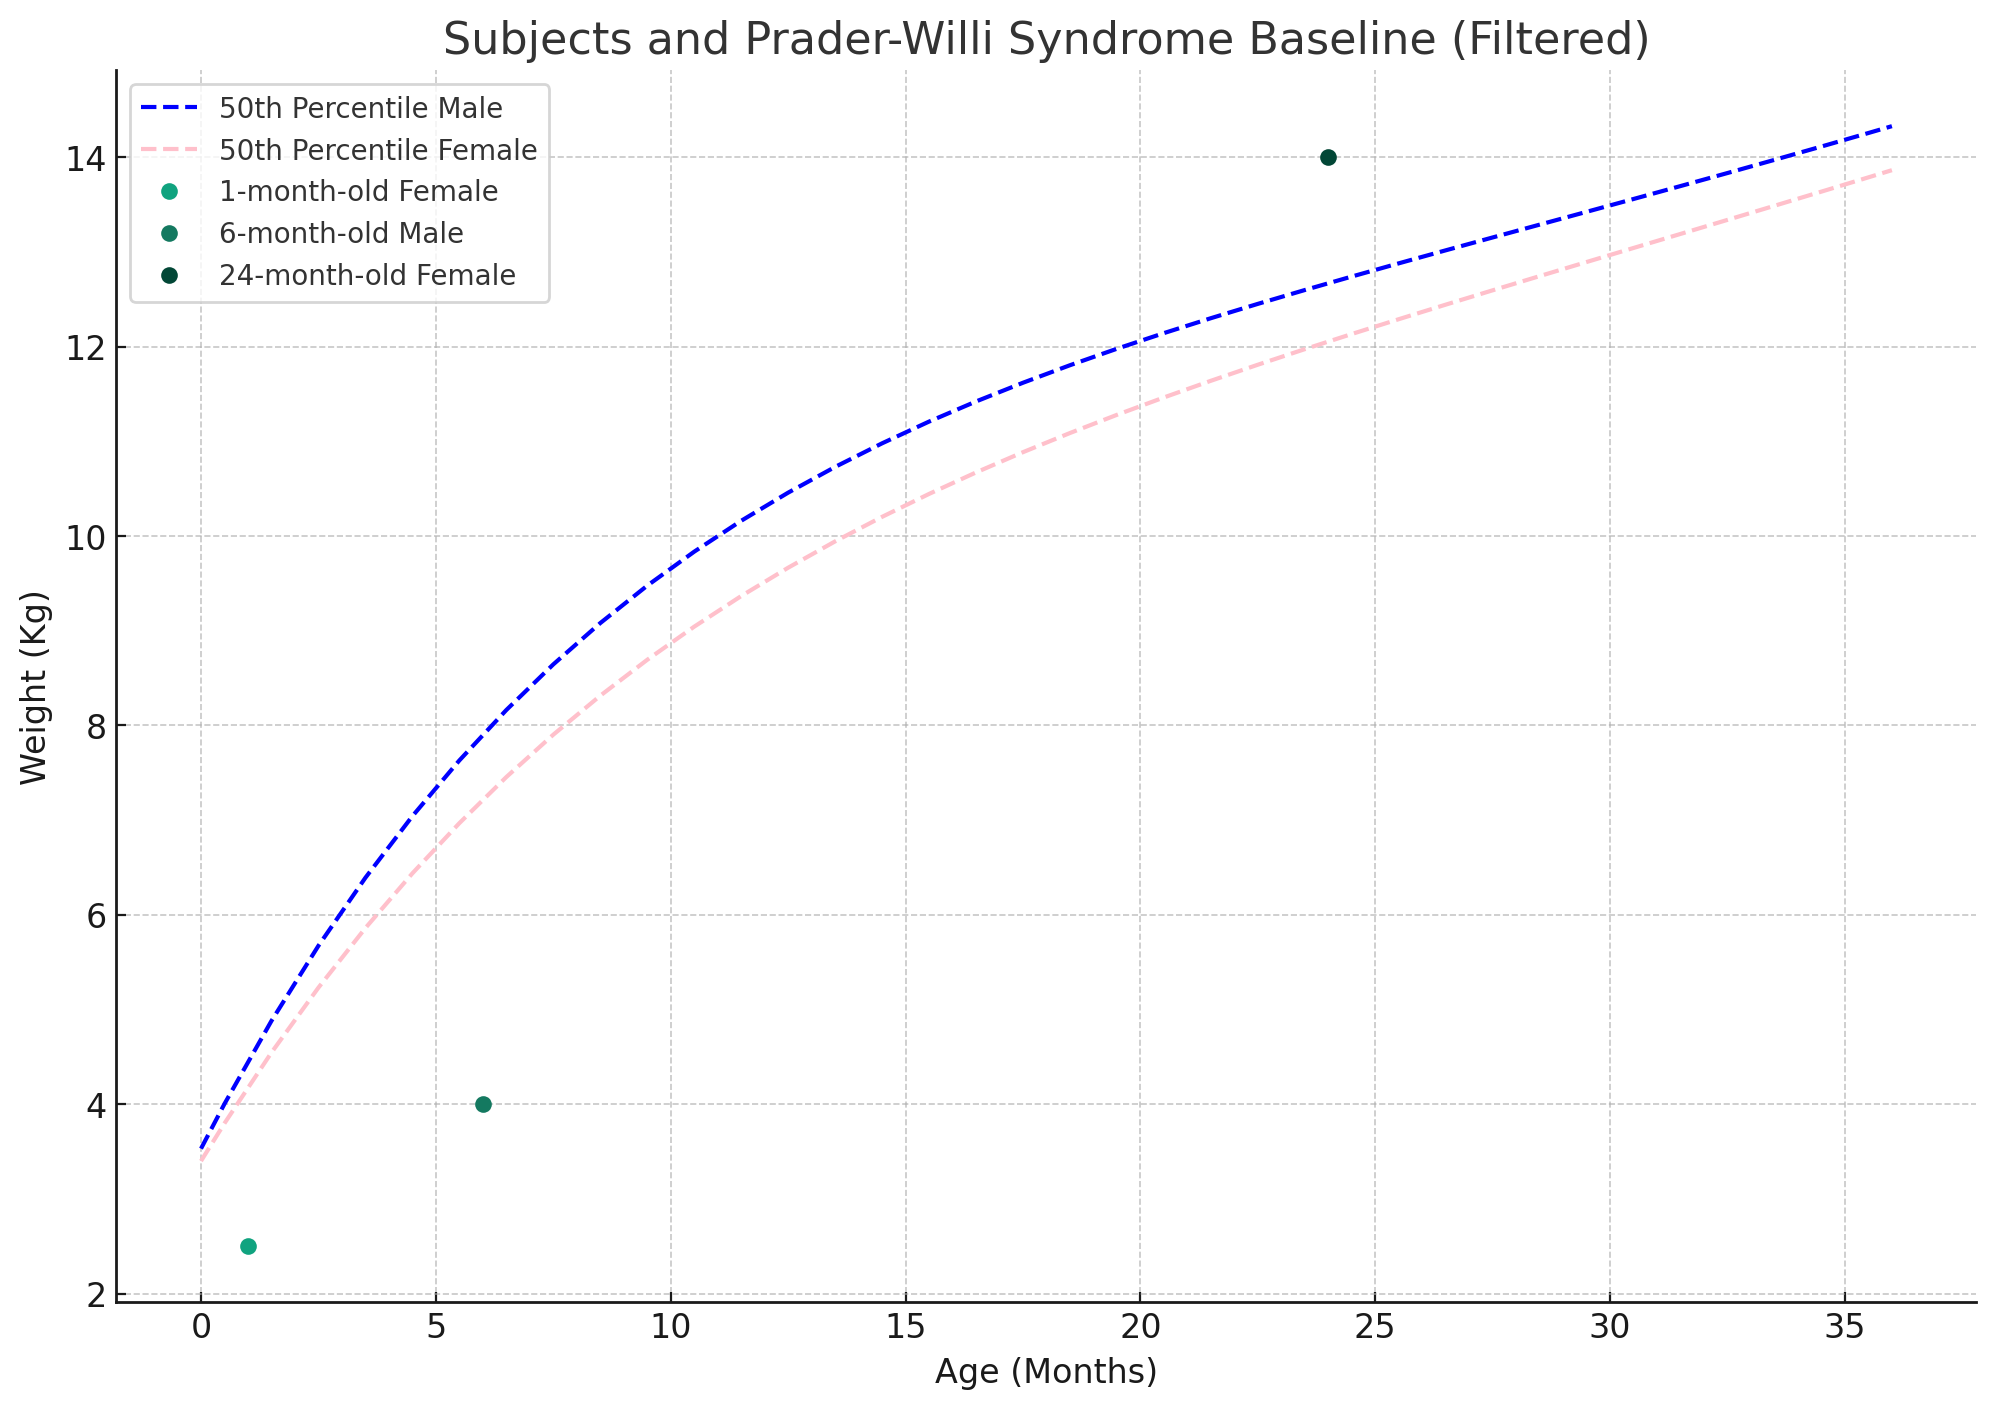 Subjects and Prader-Willi Syndrome Baseline (Filtered)
50th Percentile Male
50th Percentile Female
1-month-old Female
6-month-old Male
24-month-old Female
14
12
10
8
6
4
2
Weight (Kg)
0 5 10 15 20 25 30 35
Age (Months)